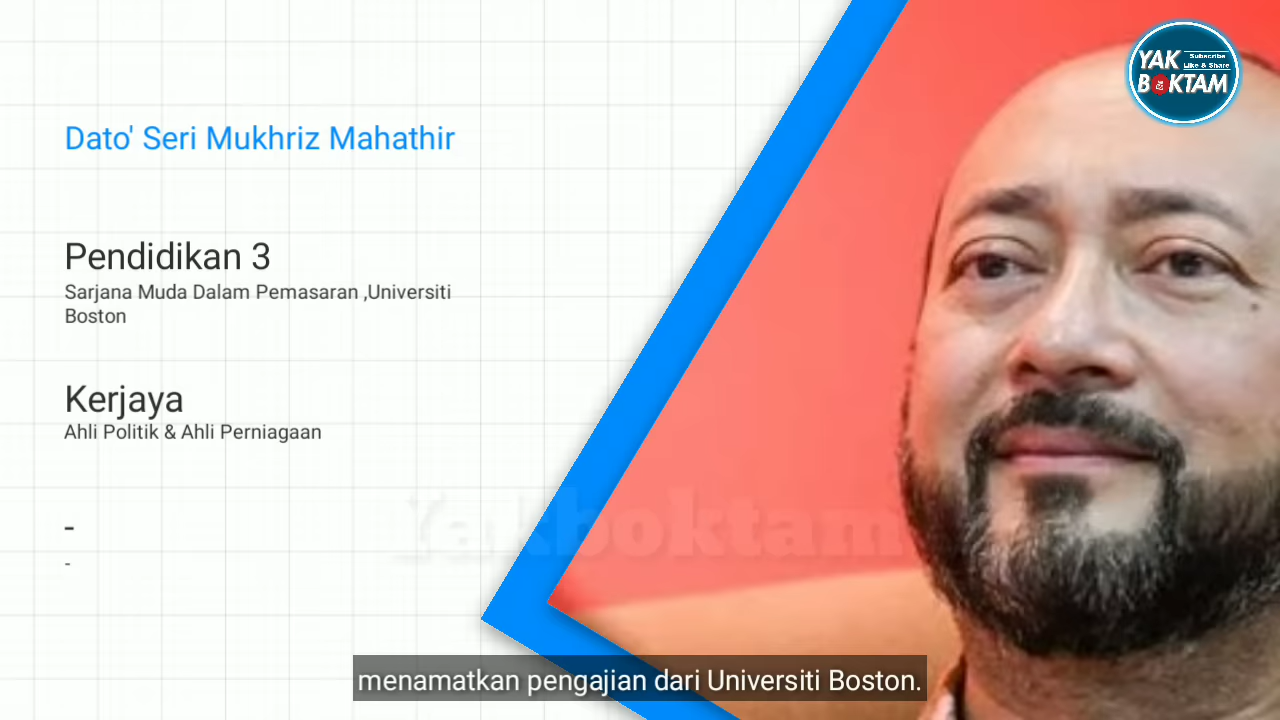 YAK
Subscribe
Like & Share
BOKTAM
Dato' Seri Mukhriz Mahathir
Pendidikan 3
Sarjana Muda Dalam Pemasaran ,Universiti
Boston
Kerjaya
Ahli Politik & Ahli Perniagaan
-
-
Yakboktam
menamatkan pengajian dari Universiti Boston.